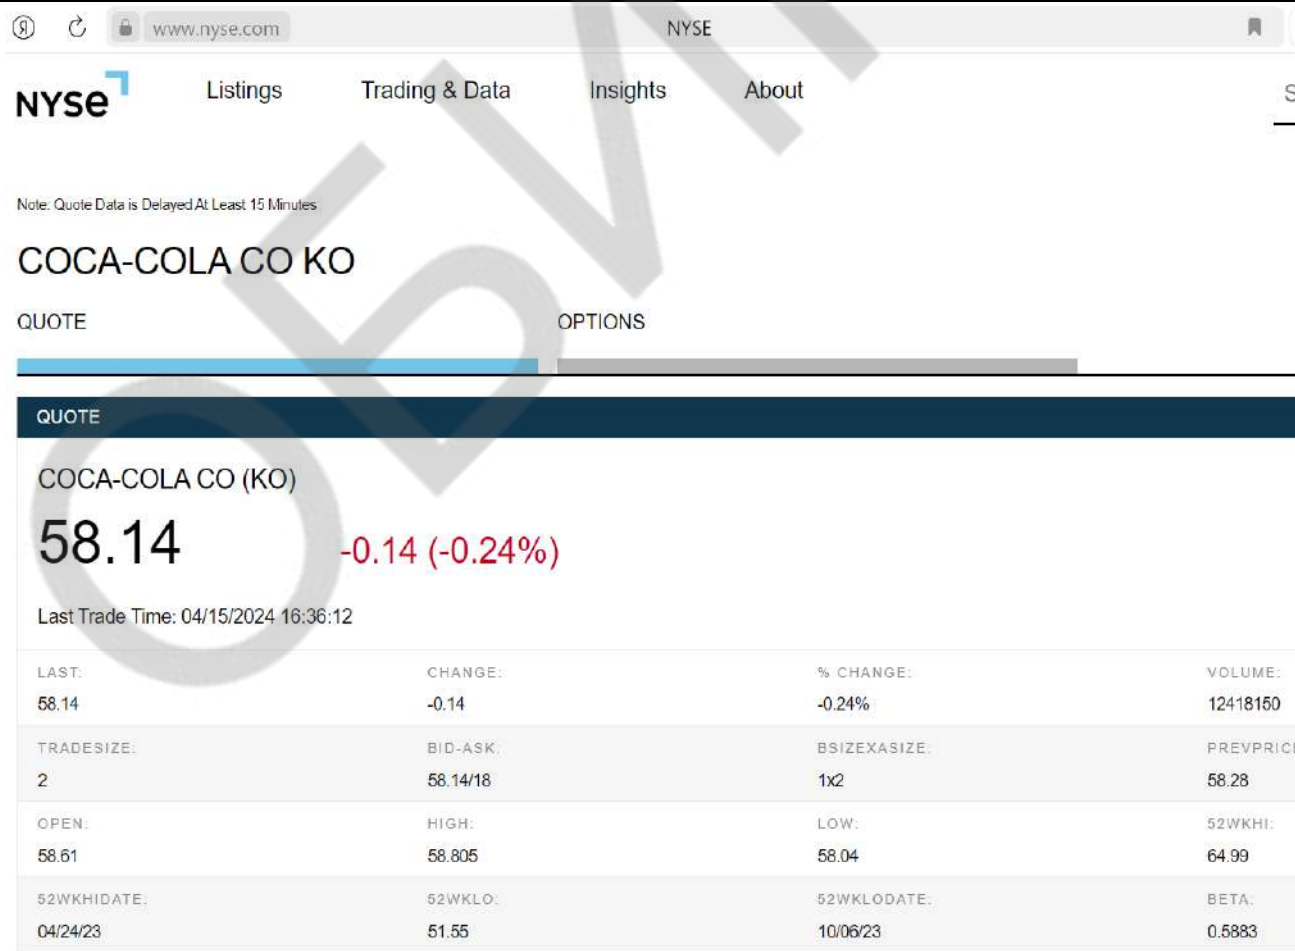 www.nyse.com NYSE
NYSE Listings Trading & Data Insights About S
Note: Quote Data is Delayed At Least 15 Minutes
COCA-COLA CO KO
QUOTE OPTIONS
QUOTE
COCA-COLA CO (KO)
58.14 -0.14 (-0.24%)
Last Trade Time: 04/15/2024 16:36:12
LAST: CHANGE: % CHANGE: VOLUME:
58.14 -0.14 -0.24% 12418150
TRADESIZE: BID-ASK: BSIZEXASIZE: PREVPRICE
2 58.14/18 1x2 58.28
OPEN: HIGH: LOW: 52WKHI:
58.61 58.805 58.04 64.99
52WKHIDATE: 52WKLO: 52WKLODATE: BETA:
04/24/23 51.55 10/06/23 0.5883